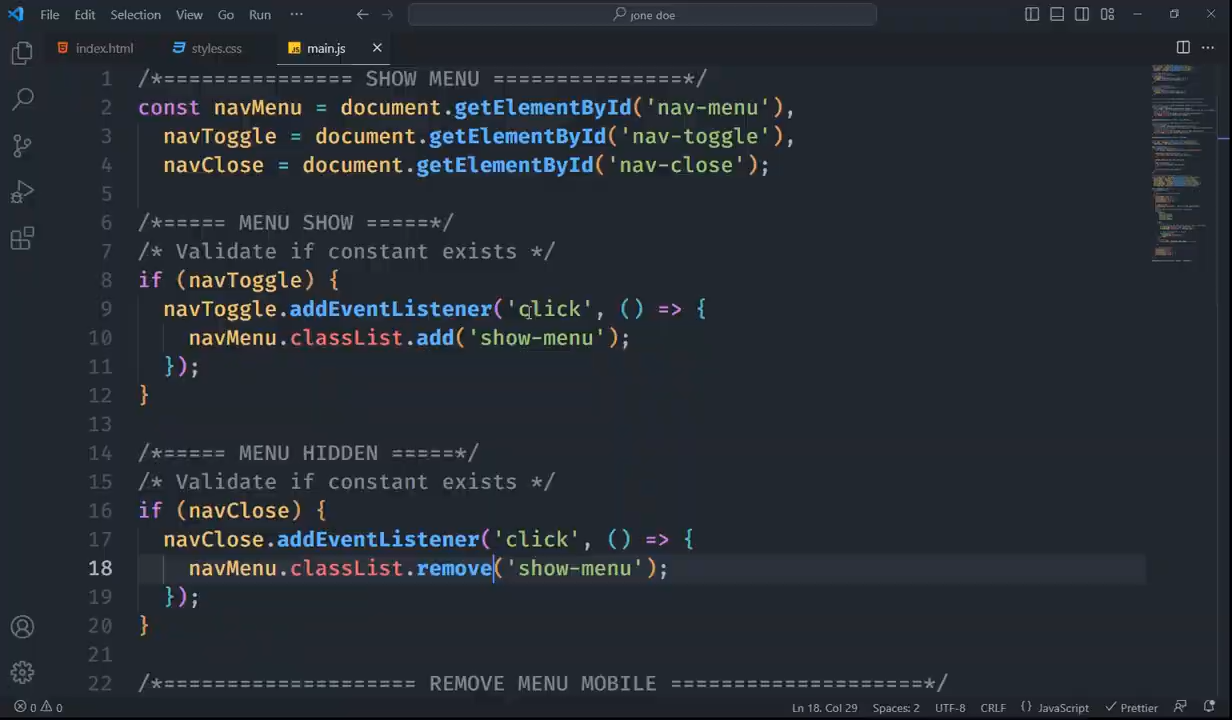 File Edit Selection View Go Run ··· jone doe
index.html styles.css main.js
1 /*=============== SHOW MENU ===============*/
2 const navMenu = document.getElementById('nav-menu'),
3 navToggle = document.getElementById('nav-toggle'),
4 navClose = document.getElementById('nav-close');
5
6 /*===== MENU SHOW =====*/
7 /* Validate if constant exists */
8 if (navToggle) {
9 navToggle.addEventListener('click', () => {
10 navMenu.classList.add('show-menu');
11 });
12 }
13
14 /*===== MENU HIDDEN =====*/
15 /* Validate if constant exists */
16 if (navClose) {
17 navClose.addEventListener('click', () => {
18 navMenu.classList.remove('show-menu');
19 });
20 }
21
22 /*==================== REMOVE MENU MOBILE ====================*/
0 0 Ln 18, Col 29 Spaces: 2 UTF-8 CRLF {} JavaScript Prettier